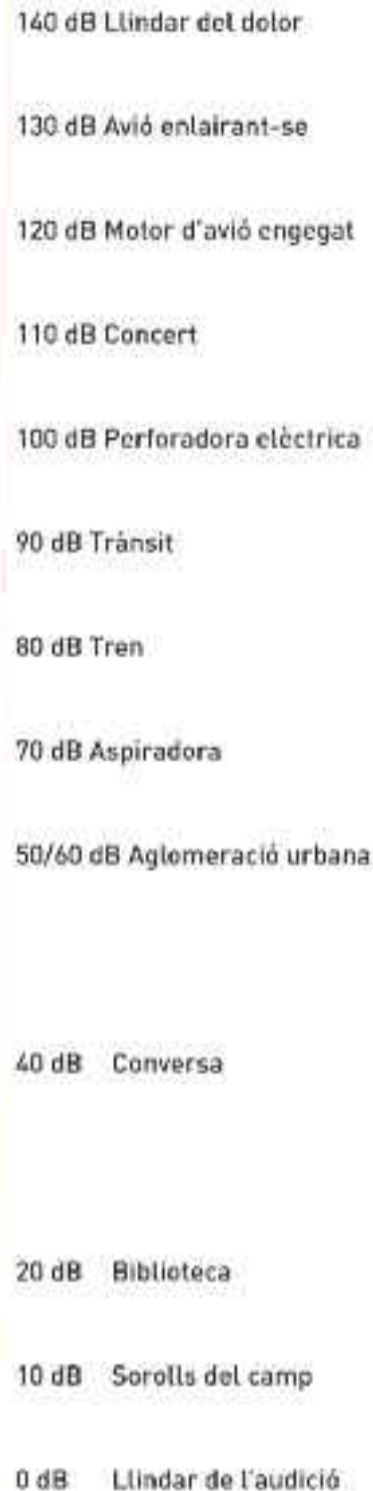 140 dB Llindar del dolor
130 dB Avió enlairant-se
120 dB Motor d'avió engegat
110 dB Concert
100 dB Perforadora elèctrica
90 dB Trànsit
80 dB Tren
70 dB Aspiradora
50/60 dB Aglomeració urbana
40 dB Conversa
20 dB Biblioteca
10 dB Sorolls del camp
0 dB Llindar de l'audició